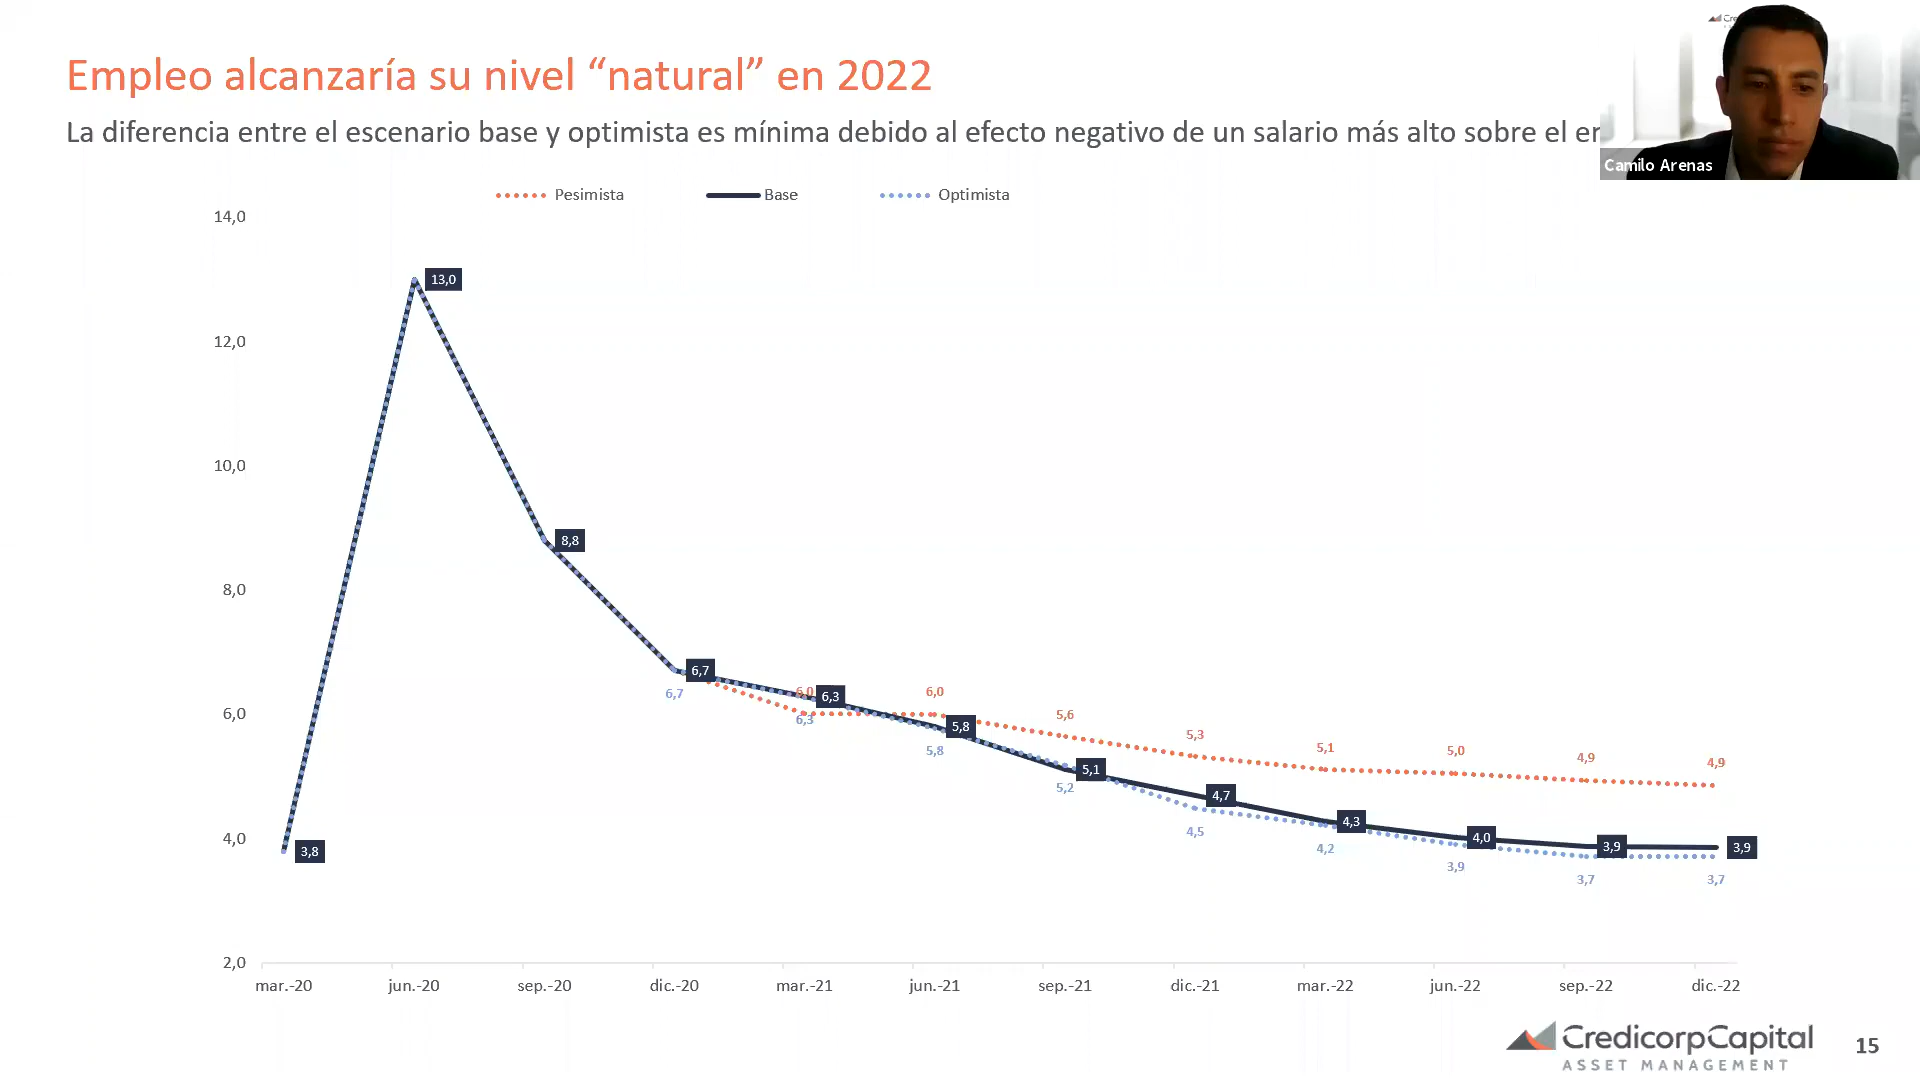 Empleo alcanzaría su nivel “natural” en 2022
La diferencia entre el escenario base y optimista es mínima debido al efecto negativo de un salario más alto sobre el
Camilo Arenas
Pesimista Base Optimista
14,0
12,0
10,0
8,0
6,0
4,0
2,0
13,0
8,8
3,8
6,7 6,3 5,8 5,1 4,7 4,3 4,0 3,9 3,9
6,0 6,0 5,6 5,3 5,1 5,0 4,9 4,9
6,7 6,3 5,8 5,2 4,5 4,2 3,9 3,7 3,7
mar.-20 jun.-20 sep.-20 dic.-20 mar.-21 jun.-21 sep.-21 dic.-21 mar.-22 jun.-22 sep.-22 dic.-22
CredicorpCapital
ASSET MANAGEMENT
15